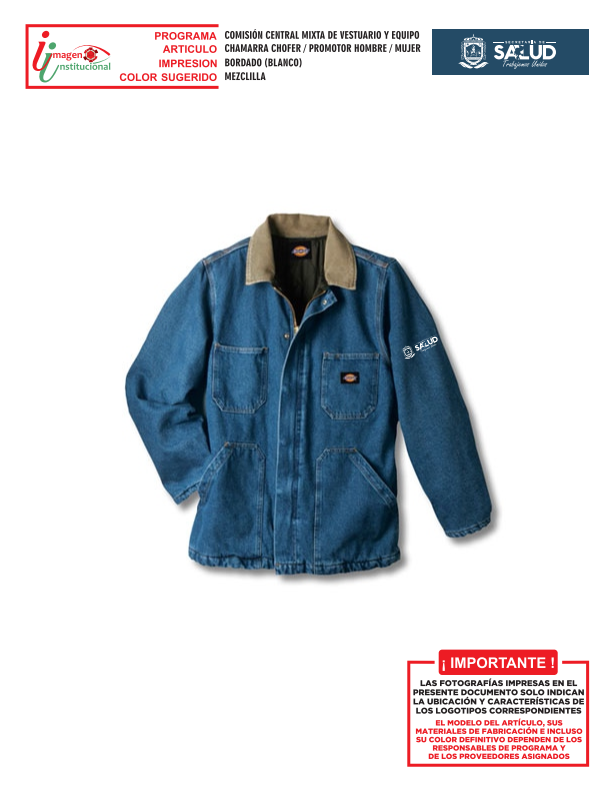 imagen
institucional
PROGRAMA COMISIÓN CENTRAL MIXTA DE VESTUARIO Y EQUIPO
ARTICULO CHAMARRA CHOFER / PROMOTOR HOMBRE / MUJER
IMPRESION BORDADO (BLANCO)
COLOR SUGERIDO MEZCLILLA
SECRETARÍA DE
SALUD
Trabajemos Unidos
Dickies
SALUD
Dickies
¡ IMPORTANTE !
LAS FOTOGRAFÍAS IMPRESAS EN EL
PRESENTE DOCUMENTO SOLO INDICAN
LA UBICACIÓN Y CARACTERÍSTICAS DE
LOS LOGOTIPOS CORRESPONDIENTES
EL MODELO DEL ARTÍCULO, SUS
MATERIALES DE FABRICACIÓN E INCLUSO
SU COLOR DEFINITIVO DEPENDEN DE LOS
RESPONSABLES DE PROGRAMA Y
DE LOS PROVEEDORES ASIGNADOS